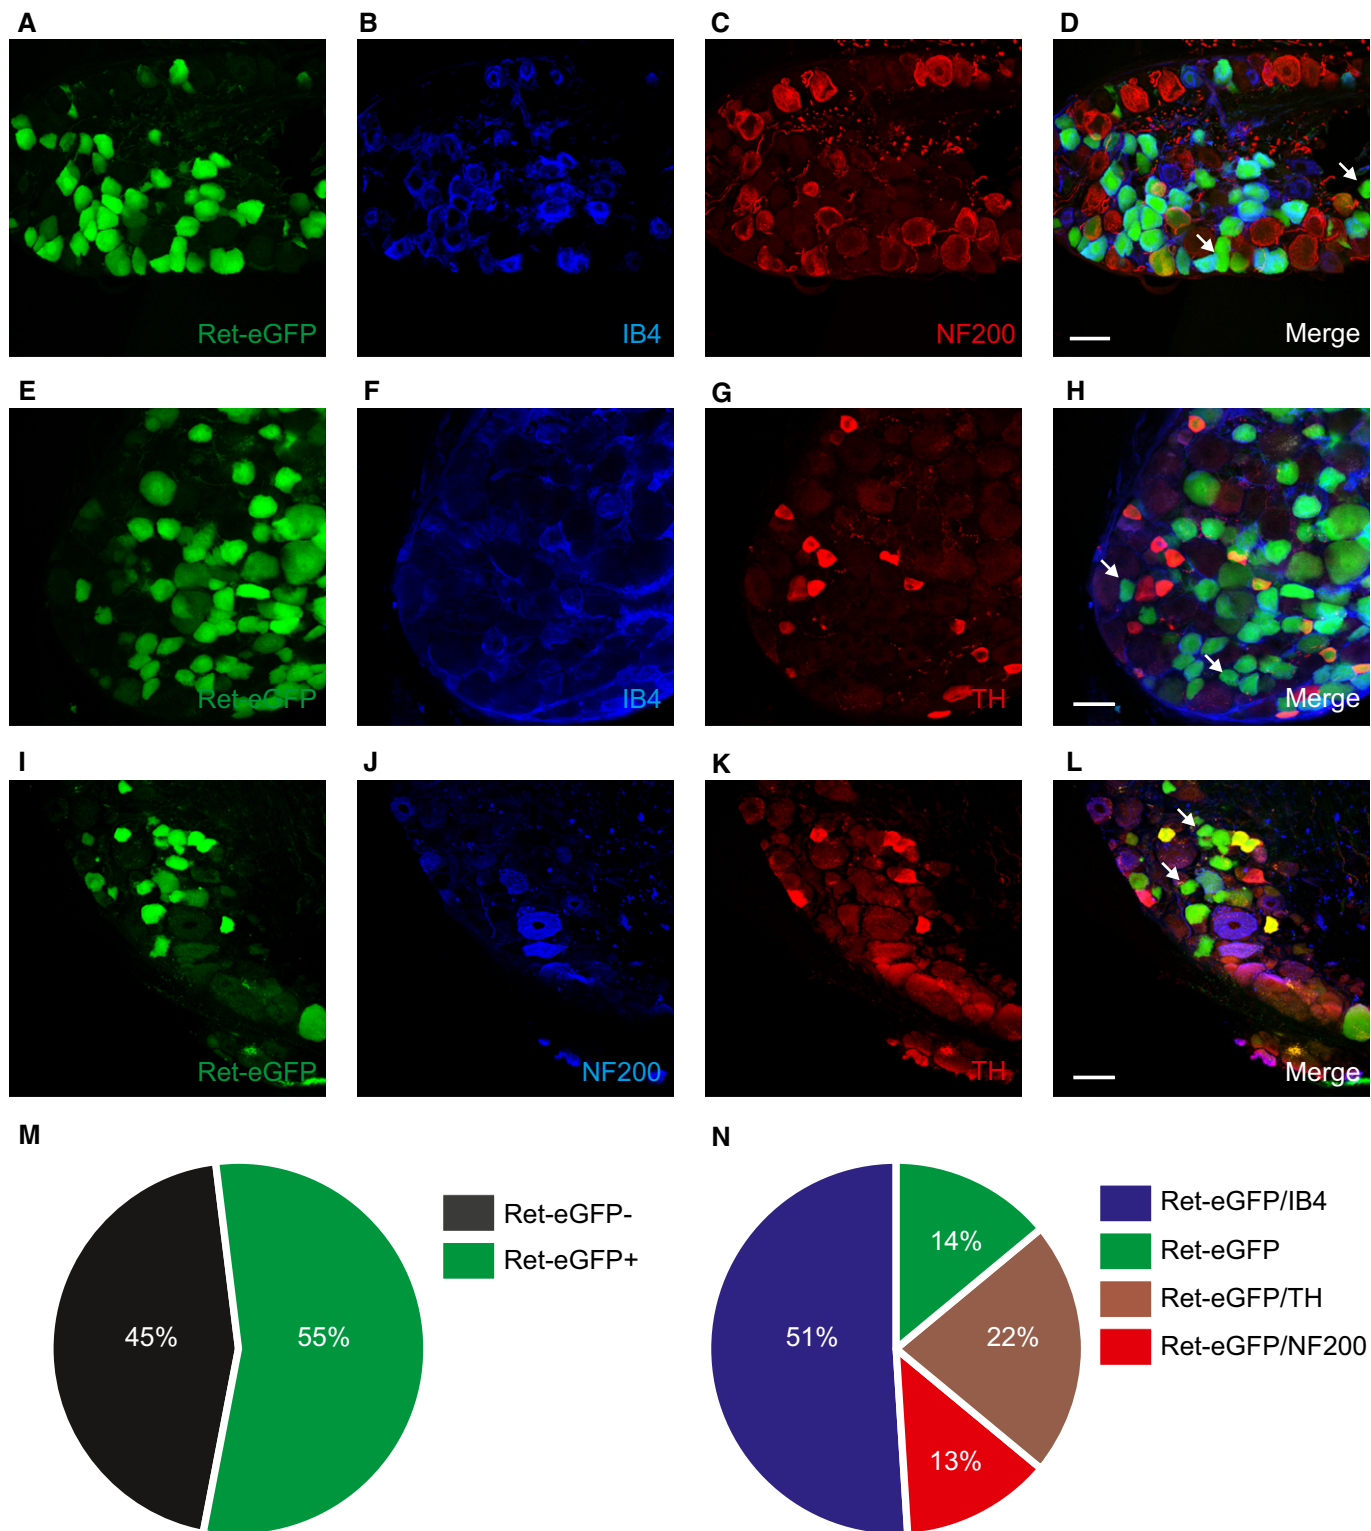 A
B
C
D
Ret-eGFP
IB4
NF200
Merge
E
F
G
H
Ret-eGFP
IB4
TH
Merge
I
J
K
L
Ret-eGFP
NF200
TH
Merge
M
45%
55%
Ret-eGFP-
Ret-eGFP+
N
14%
51%
22%
13%
Ret-eGFP/IB4
Ret-eGFP
Ret-eGFP/TH
Ret-eGFP/NF200